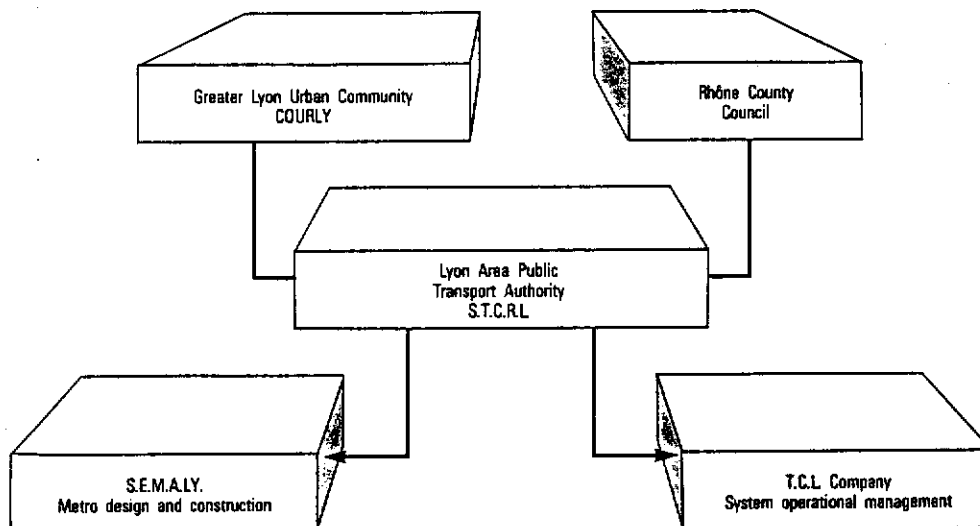 Greater Lyon Urban Community
COURLY
Rhône County
Council
Lyon Area Public
Transport Authority
S.T.C.R.L.
S.E.M.A.LY.
Metro design and construction
T.C.L. Company
System operational management